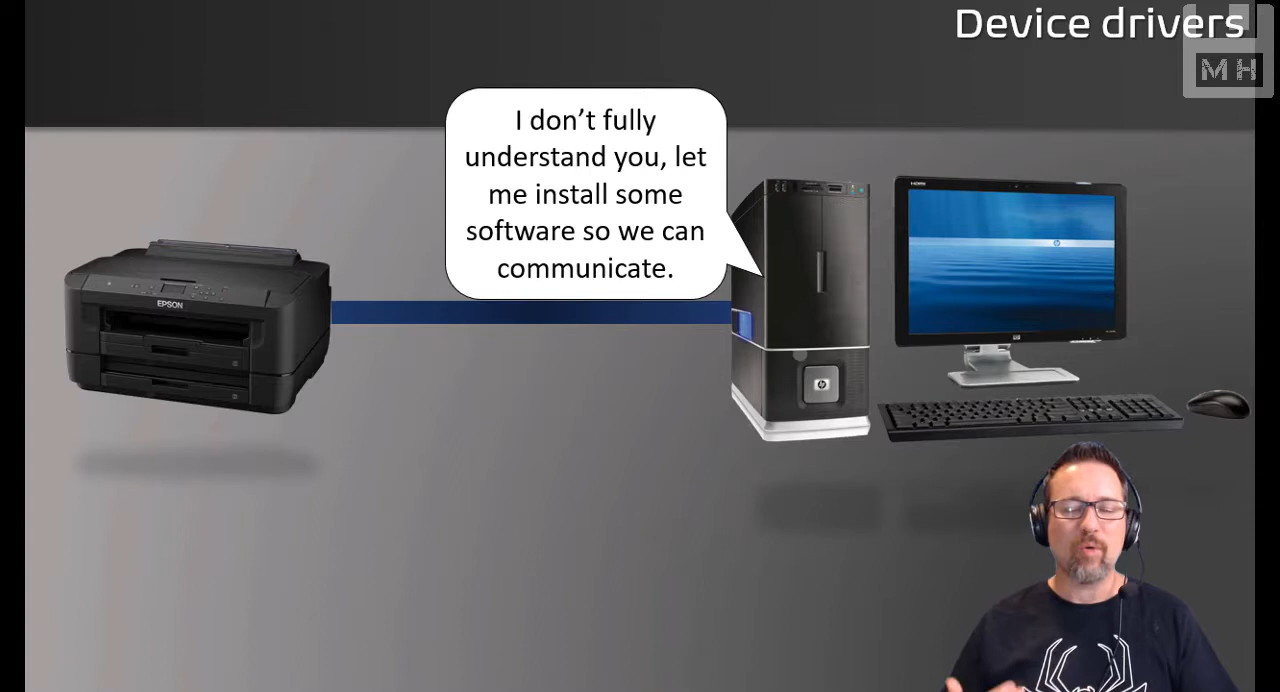 Device drivers
MH
I don't fully
understand you, let
me install some
software so we can
communicate.
EPSON